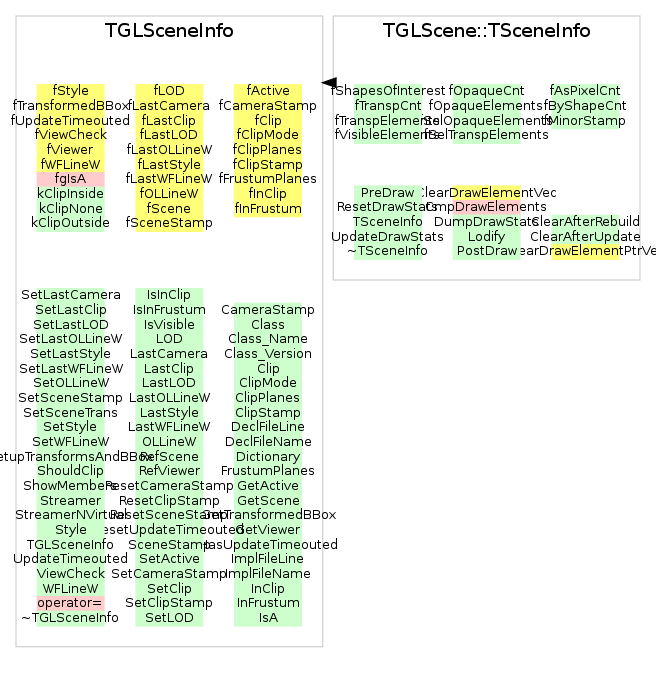 TGLSceneInfo
fStyle
fTransformedBBox
fUpdateTimeouted
fViewCheck
fViewer
fWFLineW
fgIsA
kClipInside
kClipNone
kClipOutside
fLOD
fLastCamera
fLastClip
fLastLOD
fLastOLLineW
fLastStyle
fLastWFLineW
fOLLineW
fScene
fSceneStamp
fActive
fCameraStamp
fClip
fClipMode
fClipPlanes
fClipStamp
fFrustumPlanes
fInClip
fInFrustum
SetLastCamera
SetLastClip
SetLastLOD
SetLastOLLineW
SetLastStyle
SetLastWFLineW
SetOLLineW
SetSceneStamp
SetSceneTrans
SetStyle
SetWFLineW
etupTransformsAndBBox
ShouldClip
ShowMembers
Streamer
StreamerNVirtual
Style
TGLSceneInfo
UpdateTimeouted
ViewCheck
WFLineW
operator=
~TGLSceneInfo
IsInClip
IsInFrustum
IsVisible
LOD
LastCamera
LastClip
LastLOD
LastOLLineW
LastStyle
LastWFLineW
OLLineW
RefScene
RefViewer
ResetCameraStamp
ResetClipStamp
ResetSceneStamp
esetUpdateTimeouted
SceneStamp
SetActive
SetCameraStamp
SetClip
SetClipStamp
SetLOD
CameraStamp
Class
Class_Name
Class_Version
Clip
ClipMode
ClipPlanes
ClipStamp
DeclFileLine
DeclFileName
Dictionary
FrustumPlanes
GetActive
GetScene
GetTransformedBBox
GetViewer
HasUpdateTimeouted
ImplFileLine
ImplFileName
InClip
InFrustum
IsA
TGLScene::TSceneInfo
fShapesOfInterest
fTranspCnt
fTranspElements
fVisibleElements
fOpaqueCnt
fOpaqueElements
fSelOpaqueElements
fSelTranspElements
fAsPixelCnt
fByShapeCnt
fMinorStamp
PreDraw
ResetDrawStats
TSceneInfo
UpdateDrawStats
~TSceneInfo
ClearDrawElementVec
DumpDrawElements
DumpDrawStats
Lodify
PostDraw
ClearAfterRebuild
ClearAfterUpdate
earDrawElementPtrVe